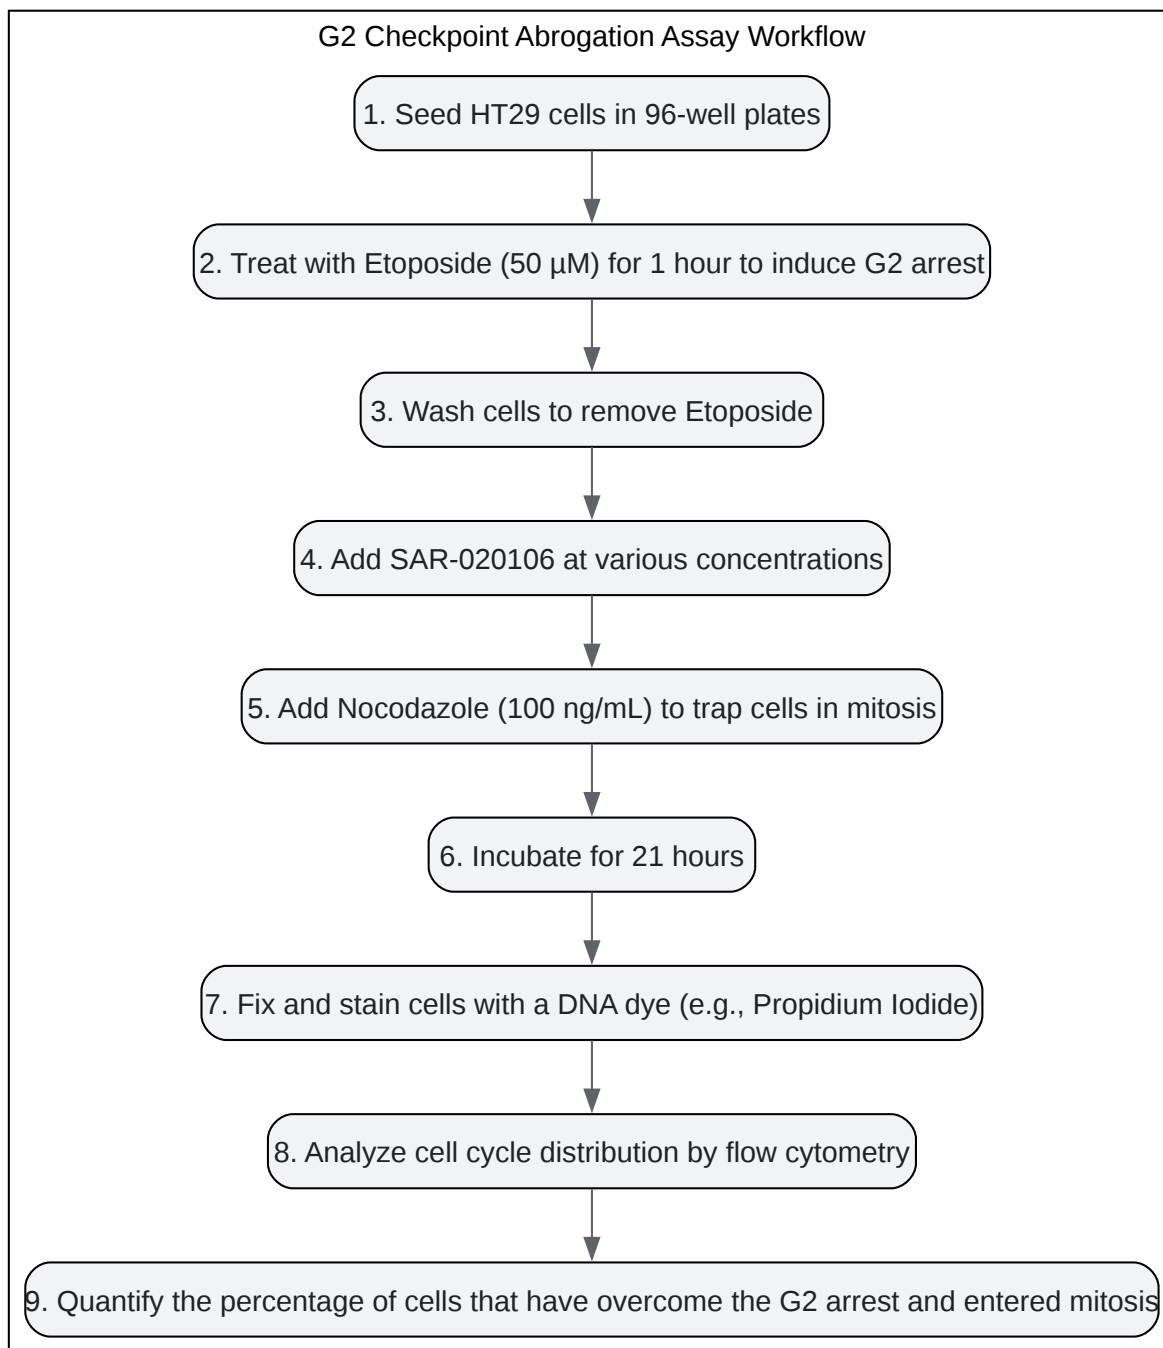 G2 Checkpoint Abrogation Assay Workflow
1. Seed HT29 cells in 96-well plates
2. Treat with Etoposide (50 µM) for 1 hour to induce G2 arrest
3. Wash cells to remove Etoposide
4. Add SAR-020106 at various concentrations
5. Add Nocodazole (100 ng/mL) to trap cells in mitosis
6. Incubate for 21 hours
7. Fix and stain cells with a DNA dye (e.g., Propidium Iodide)
8. Analyze cell cycle distribution by flow cytometry
9. Quantify the percentage of cells that have overcome the G2 arrest and entered mitosis